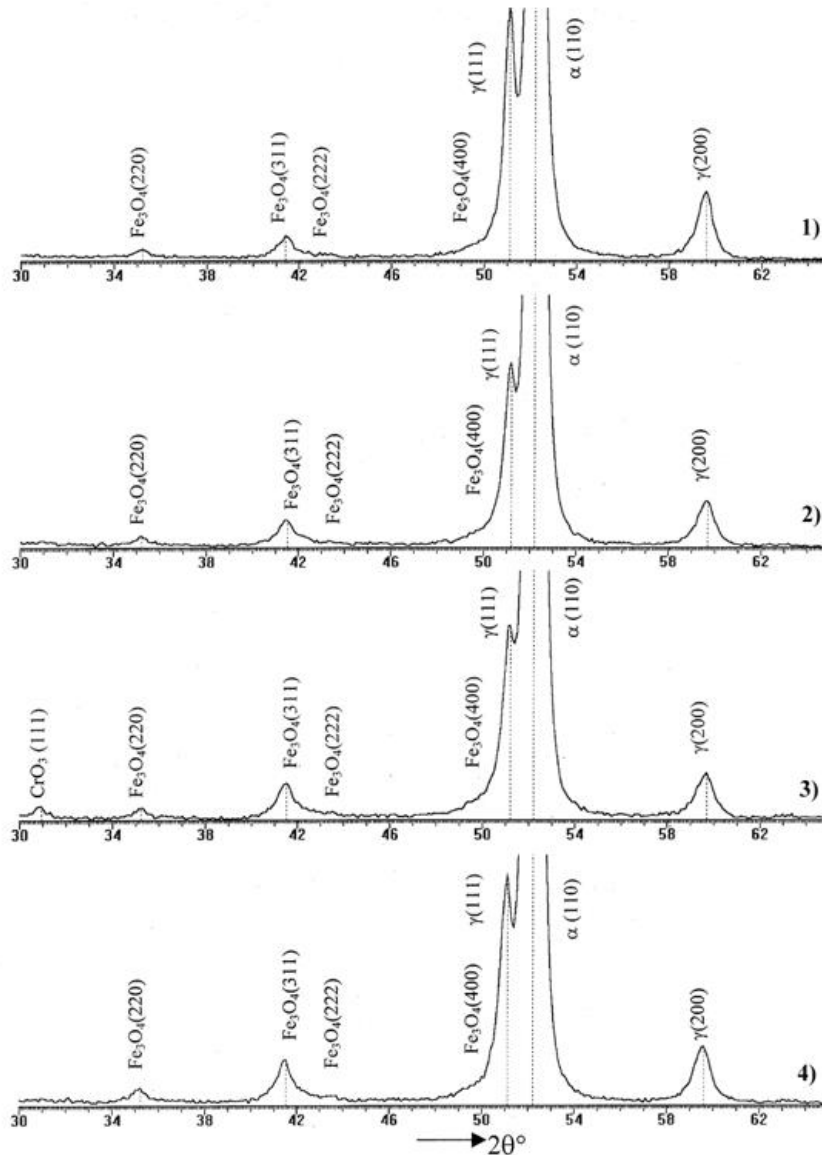 Fe₃O₄(220)
Fe₃O₄(311)
Fe₃O₄(222)
Fe₃O₄(400)
γ(111)
α (110)
γ(200)
1)
30 34 38 42 46 50 54 58 62
Fe₃O₄(220)
Fe₃O₄(311)
Fe₃O₄(222)
Fe₃O₄(400)
γ(111)
α (110)
γ(200)
2)
30 34 38 42 46 50 54 58 62
CrO₃ (111)
Fe₃O₄(220)
Fe₃O₄(311)
Fe₃O₄(222)
Fe₃O₄(400)
γ(111)
α (110)
γ(200)
3)
30 34 38 42 46 50 54 58 62
Fe₃O₄(220)
Fe₃O₄(311)
Fe₃O₄(222)
Fe₃O₄(400)
γ(111)
α (110)
γ(200)
4)
30 34 38 42 46 50 54 58 62
2θ°